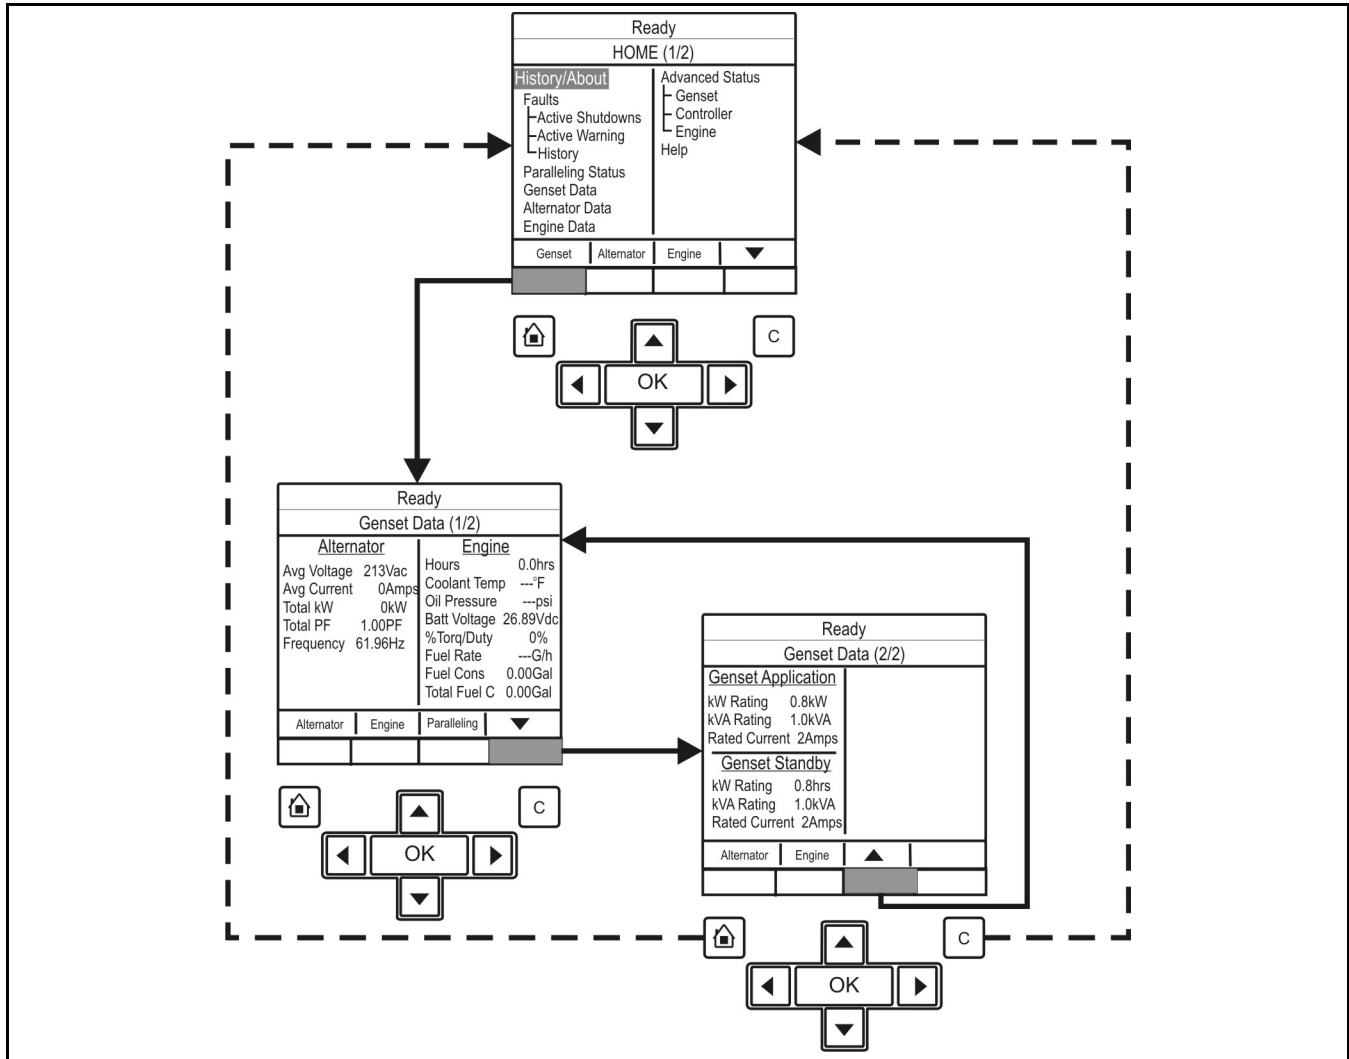 Ready
HOME (1/2)
History/About
Faults
Active Shutdowns
Active Warning
History
Paralleling Status
Genset Data
Alternator Data
Engine Data
Advanced Status
Genset
Controller
Engine
Help
Genset Alternator Engine
C
OK
Ready
Genset Data (1/2)
Alternator
Avg Voltage 213Vac
Avg Current 0Amps
Total kW 0kW
Total PF 1.00PF
Frequency 61.96Hz
Engine
Hours 0.0hrs
Coolant Temp ---°F
Oil Pressure ---psi
Batt Voltage 26.89Vdc
%Torq/Duty 0%
Fuel Rate ---G/h
Fuel Cons 0.00Gal
Total Fuel C 0.00Gal
Alternator Engine Paralleling
C
OK
Ready
Genset Data (2/2)
Genset Application
kW Rating 0.8kW
kVA Rating 1.0kVA
Rated Current 2Amps
Genset Standby
kW Rating 0.8hrs
kVA Rating 1.0kVA
Rated Current 2Amps
Alternator Engine
C
OK